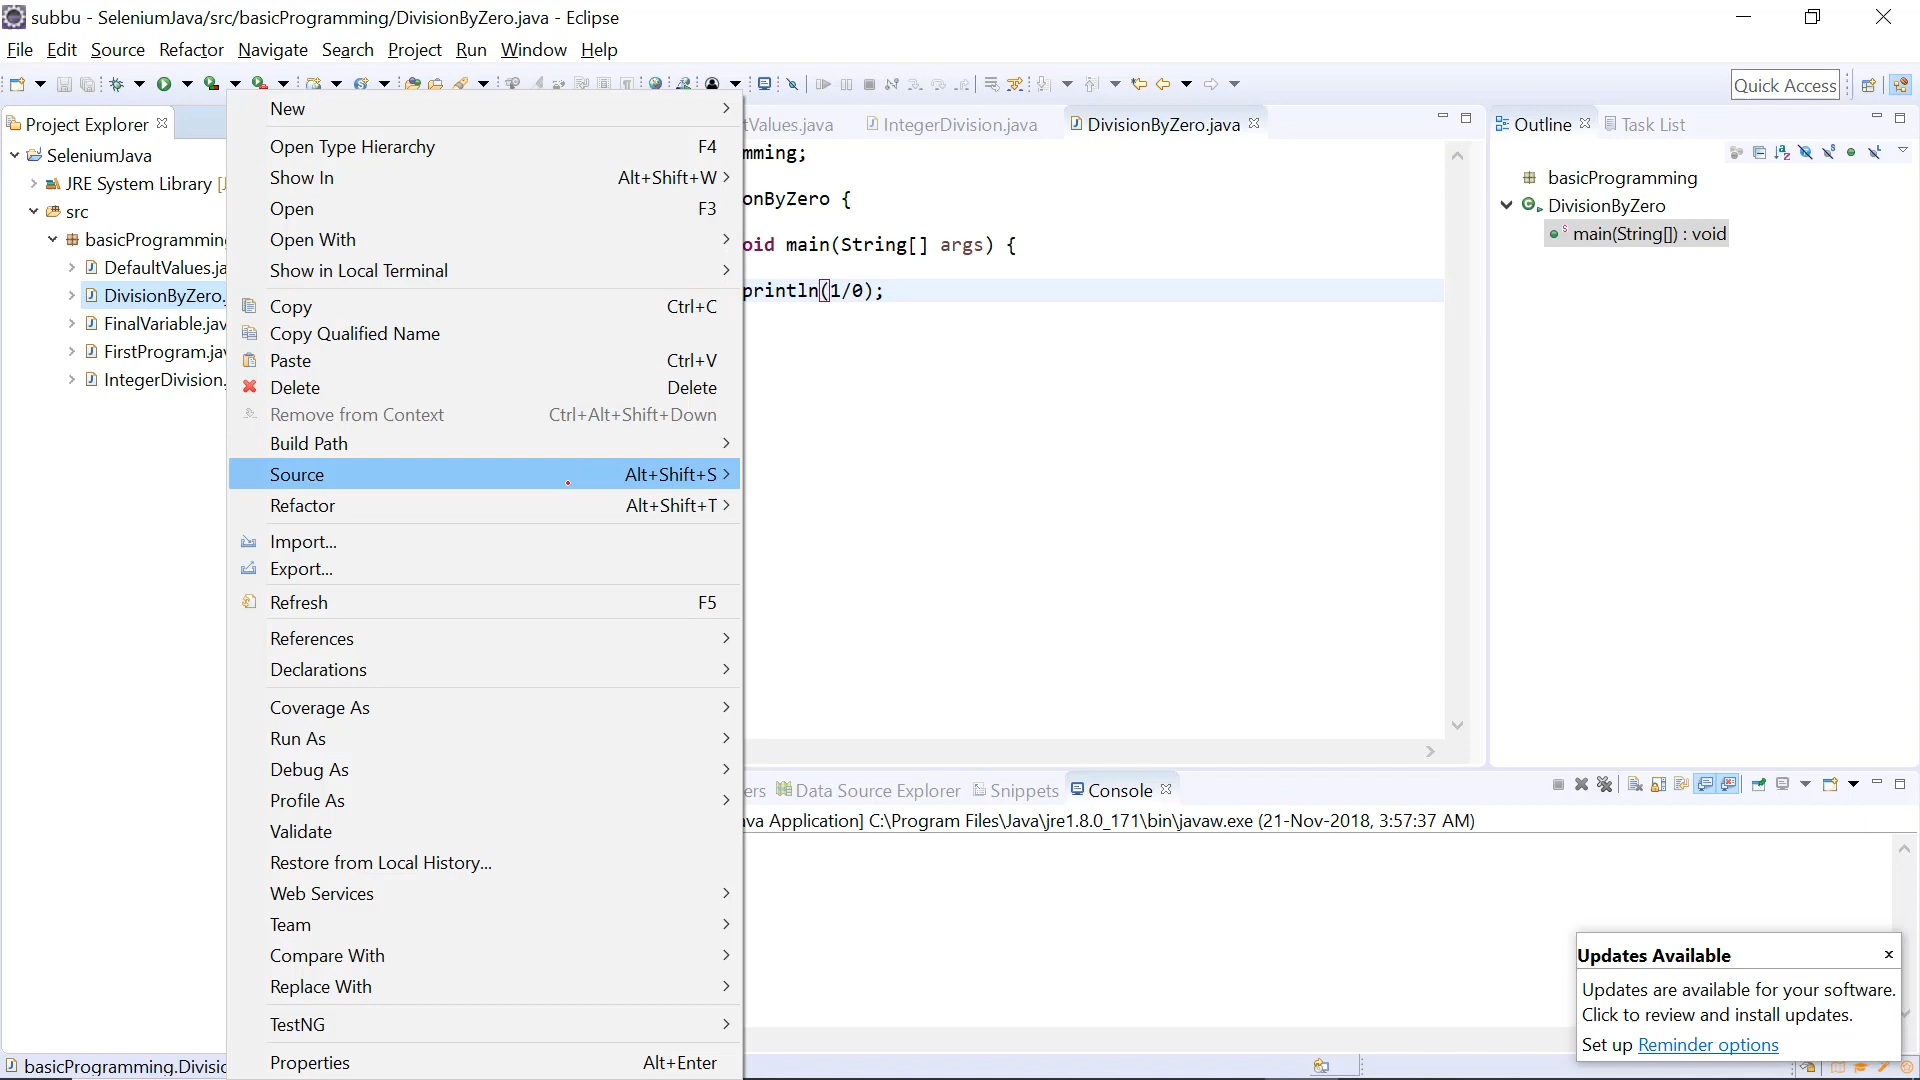 subbu - SeleniumJava/src/basicProgramming/DivisionByZero.java - Eclipse
File Edit Source Refactor Navigate Search Project Run Window Help
Quick Access
Project Explorer
SeleniumJava
JRE System Library [J
src
basicProgramming
DefaultValues.ja
DivisionByZero.
FinalVariable.jav
FirstProgram.jav
IntegerDivision.
New
Open Type Hierarchy F4
Show In Alt+Shift+W
Open F3
Open With
Show in Local Terminal
Copy Ctrl+C
Copy Qualified Name
Paste Ctrl+V
Delete Delete
Remove from Context Ctrl+Alt+Shift+Down
Build Path
Source Alt+Shift+S
Refactor Alt+Shift+T
Import...
Export...
Refresh F5
References
Declarations
Coverage As
Run As
Debug As
Profile As
Validate
Restore from Local History...
Web Services
Team
Compare With
Replace With
TestNG
Properties Alt+Enter
tValues.java IntegerDivision.java DivisionByZero.java
mming;
onByZero {
oid main(String[] args) {
println(1/0);
Outline Task List
basicProgramming
DivisionByZero
main(String[]) : void
ers Data Source Explorer Snippets Console
ava Application] C:\Program Files\Java\jre1.8.0_171\bin\javaw.exe (21-Nov-2018, 3:57:37 AM)
Updates Available
Updates are available for your software.
Click to review and install updates.
Set up Reminder options
basicProgramming.Divisio